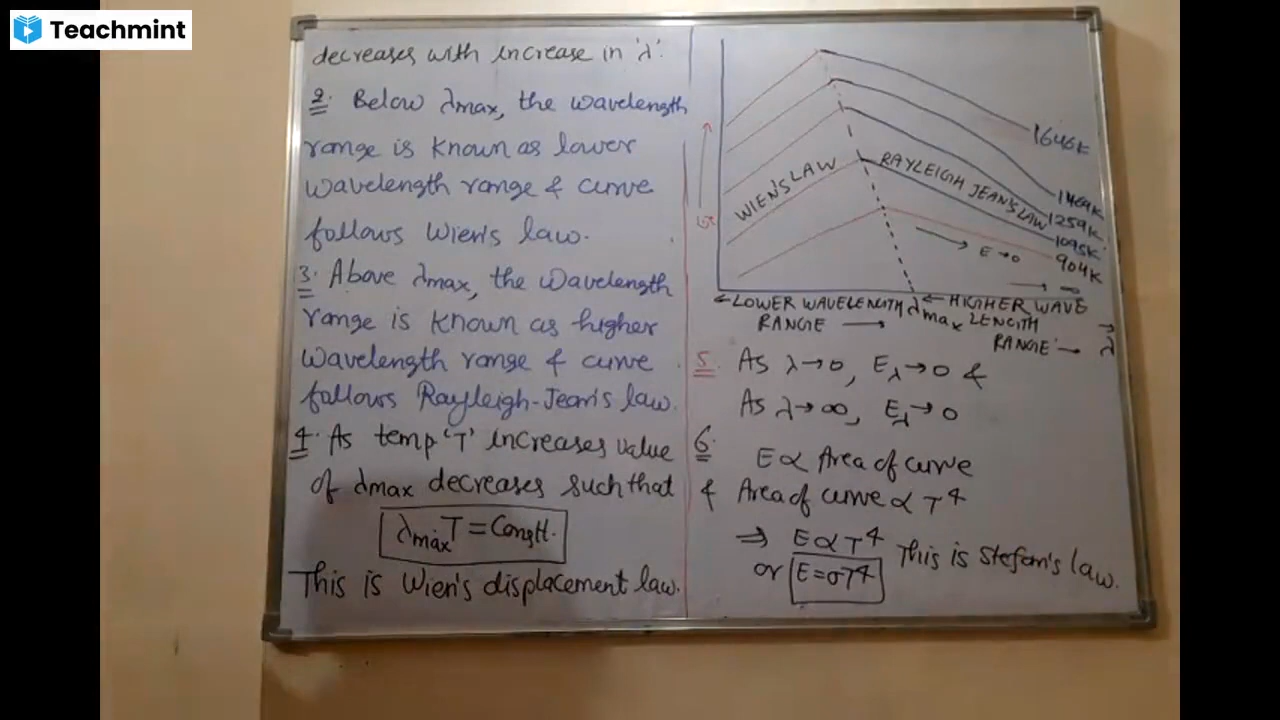 Teachmint
decreases with increase in 'λ'.
2. Below λmax, the wavelength
range is known as lower
wavelength range & curve
follows Wien's law.
3. Above λmax, the wavelength
range is known as higher
wavelength range & curve
follows Rayleigh-Jean's law.
4. As temp 'T' increases value
of λmax decreases such that
λmax T = Constt.
This is Wien's displacement law.
1646K
1469K
1259K
1095K
904K
WIEN'S LAW
RAYLEIGH JEAN'S LAW
E→0
∞
← LOWER WAVELENGTH
RANGE →
λmax
← HIGHER WAVE
LENGTH
RANGE →
→ λ
5. As λ→0, Eλ→0 &
As λ→∞, Eλ→0
6. E ∝ Area of curve
& Area of curve ∝ T⁴
⇒ E ∝ T⁴ This is Stefan's law.
or E=σT⁴